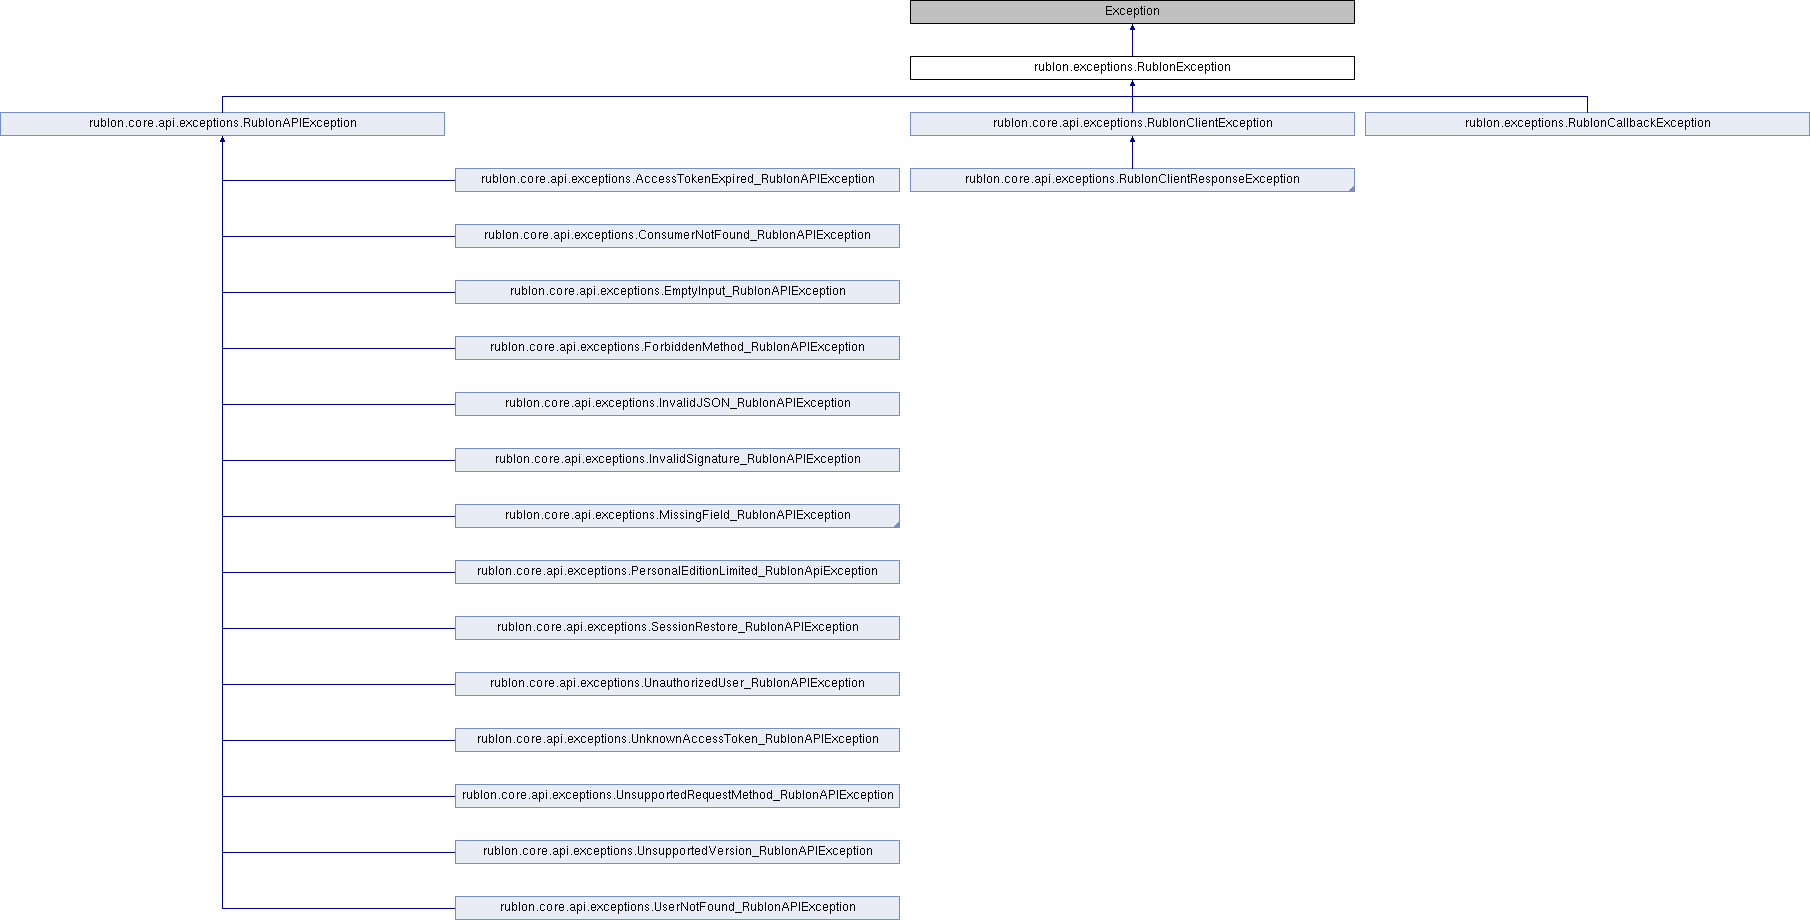 Exception
rublon.exceptions.RublonException
rublon.core.api.exceptions.RublonAPIException
rublon.core.api.exceptions.RublonClientException
rublon.exceptions.RublonCallbackException
rublon.core.api.exceptions.AccessTokenExpired_RublonAPIException
rublon.core.api.exceptions.RublonClientResponseException
rublon.core.api.exceptions.ConsumerNotFound_RublonAPIException
rublon.core.api.exceptions.EmptyInput_RublonAPIException
rublon.core.api.exceptions.ForbiddenMethod_RublonAPIException
rublon.core.api.exceptions.InvalidJSON_RublonAPIException
rublon.core.api.exceptions.InvalidSignature_RublonAPIException
rublon.core.api.exceptions.MissingField_RublonAPIException
rublon.core.api.exceptions.PersonalEditionLimited_RublonApiException
rublon.core.api.exceptions.SessionRestore_RublonAPIException
rublon.core.api.exceptions.UnauthorizedUser_RublonAPIException
rublon.core.api.exceptions.UnknownAccessToken_RublonAPIException
rublon.core.api.exceptions.UnsupportedRequestMethod_RublonAPIException
rublon.core.api.exceptions.UnsupportedVersion_RublonAPIException
rublon.core.api.exceptions.UserNotFound_RublonAPIException